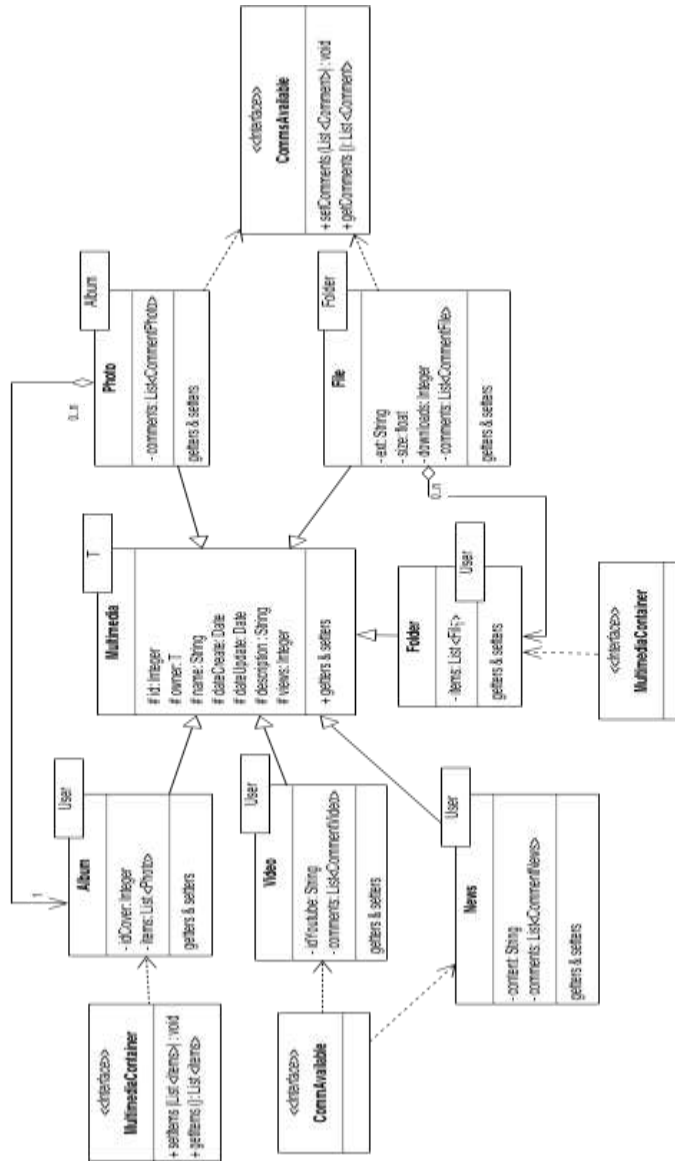 <<Interface>>
MultimediaContainer
+ setItems (List <Items>) : void
+ getItems (): List <Items>
User
Album
- idCover: Integer
- items: List <Photo>
getters & setters
1
T
Multimedia
# id: Integer
# owner: T
# name: String
# dateCreate: Date
# dateUpdate: Date
# description : String
# views: Integer
+ getters & setters
Album
Photo
- comments: List<CommentPhoto>
getters & setters
0..n
<<Interface>>
CommsAvailable
+ setComments (List <Comment>) : void
+ getComments (): List <Comment>
<<Interface>>
CommAvailable
User
Video
- idYoutube: String
- comments: List<CommentVideo>
getters & setters
Folder
File
- ext: String
- size: float
- downloads: Integer
- comments: List<CommentFile>
getters & setters
0..n
User
News
- content: String
- comments: List<CommentNews>
getters & setters
User
Folder
- items: List
getters & setters
<<Interface>>
MultimediaContainer